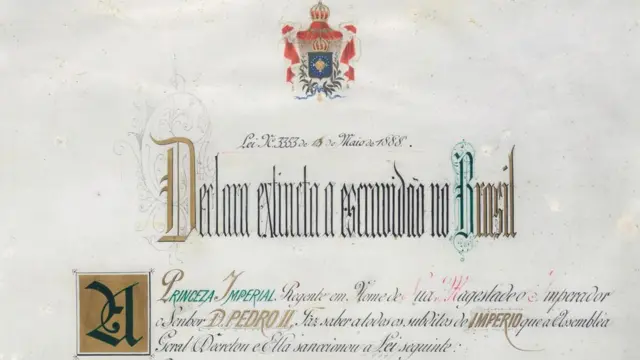 Lei Nº 3353 de 13 de Maio de 1888.
Declara extincta a escravidão no Brasil
A Princeza Imperial Regente em Nome de Sua Magestade o Imperador
o Senhor D. PEDRO II, Faz saber a todos os subditos do IMPERIO que a Assembléa
Geral Decretou e Ella sanccionou a Lei seguinte: